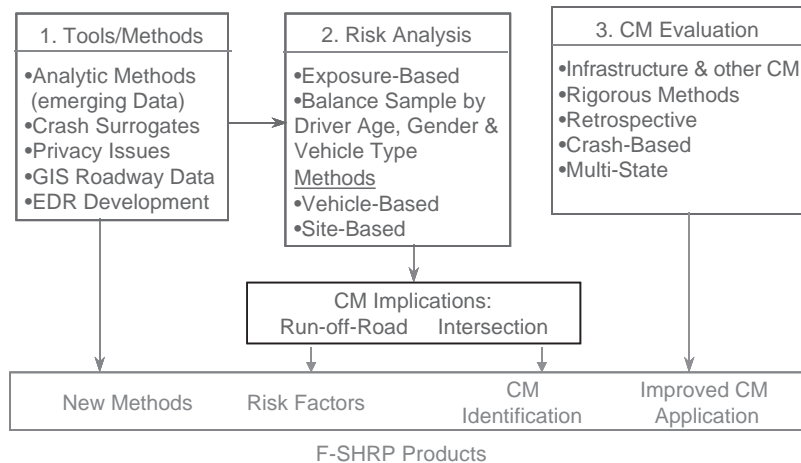 1. Tools/Methods
•Analytic Methods
(emerging Data)
•Crash Surrogates
•Privacy Issues
•GIS Roadway Data
•EDR Development
2. Risk Analysis
•Exposure-Based
•Balance Sample by
Driver Age, Gender &
Vehicle Type
Methods
•Vehicle-Based
•Site-Based
3. CM Evaluation
•Infrastructure & other CM
•Rigorous Methods
•Retrospective
•Crash-Based
•Multi-State
CM Implications:
Run-off-Road Intersection
New Methods
Risk Factors
CM
Identification
Improved CM
Application
F-SHRP Products